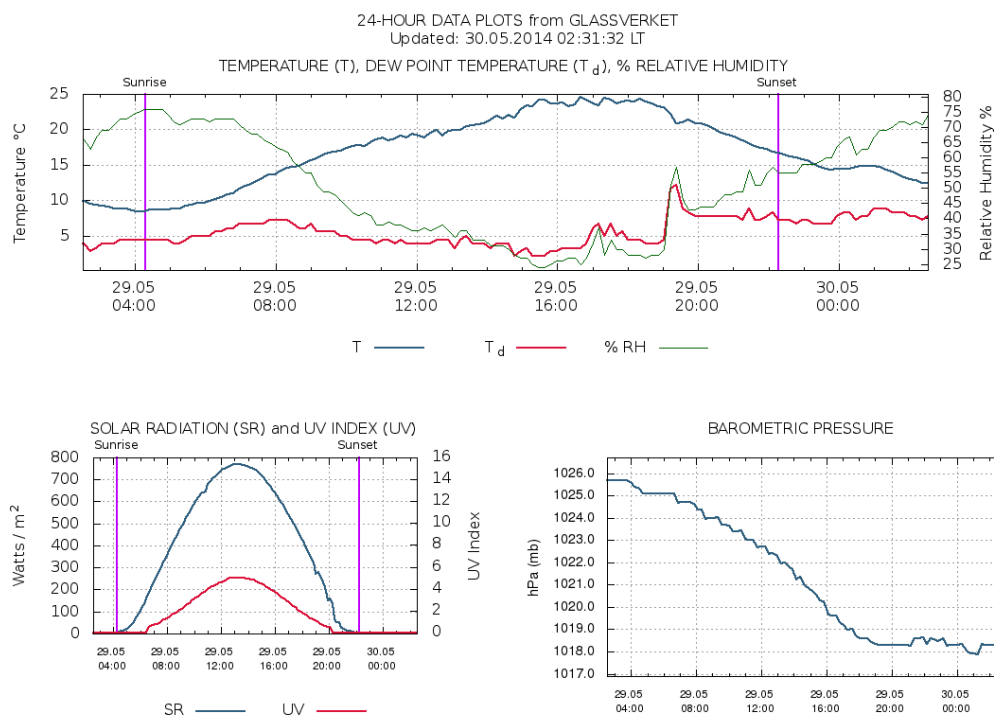 24-HOUR DATA PLOTS from GLASSVERKET
Updated: 30.05.2014 02:31:32 LT
TEMPERATURE (T), DEW POINT TEMPERATURE (T d), % RELATIVE HUMIDITY
Sunrise Sunset
Temperature °C
25
20
15
10
5
80
75
70
65
60
55
50
45
40
35
30
25
Relative Humidity %
29.05 29.05 29.05 29.05 29.05 30.05
04:00 08:00 12:00 16:00 20:00 00:00
T T d % RH
SOLAR RADIATION (SR) and UV INDEX (UV)
Sunrise Sunset
Watts / m²
800
700
600
500
400
300
200
100
0
16
14
12
10
8
6
4
2
0
UV Index
29.05 29.05 29.05 29.05 29.05 30.05
04:00 08:00 12:00 16:00 20:00 00:00
SR UV
BAROMETRIC PRESSURE
hPa (mb)
1026.0
1025.0
1024.0
1023.0
1022.0
1021.0
1020.0
1019.0
1018.0
1017.0
29.05 29.05 29.05 29.05 29.05 30.05
04:00 08:00 12:00 16:00 20:00 00:00